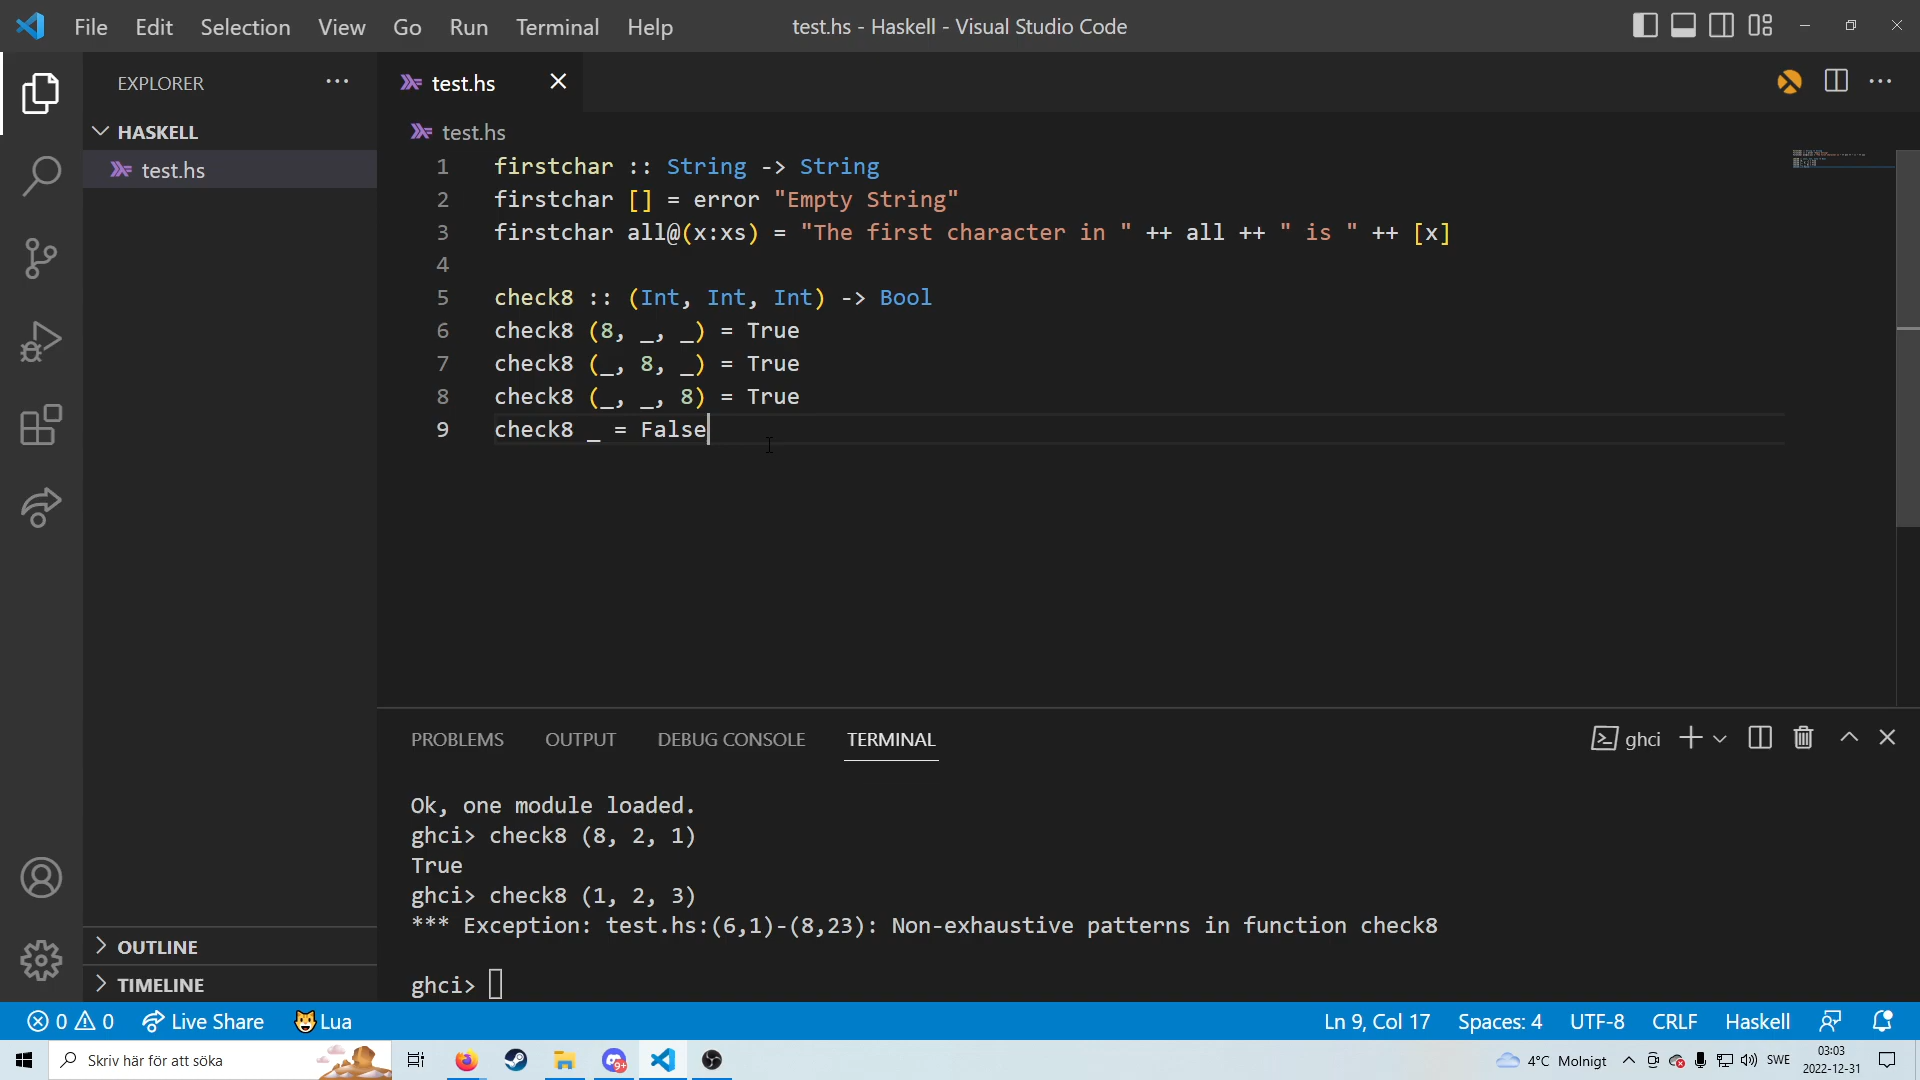 File Edit Selection View Go Run Terminal Help
test.hs - Haskell - Visual Studio Code
EXPLORER
HASKELL
test.hs
test.hs
test.hs
1 firstchar :: String -> String
2 firstchar [] = error "Empty String"
3 firstchar all@(x:xs) = "The first character in " ++ all ++ " is " ++ [x]
4
5 check8 :: (Int, Int, Int) -> Bool
6 check8 (8, _, _) = True
7 check8 (_, 8, _) = True
8 check8 (_, _, 8) = True
9 check8 _ = False
PROBLEMS OUTPUT DEBUG CONSOLE TERMINAL
ghci
Ok, one module loaded.
ghci> check8 (8, 2, 1)
True
ghci> check8 (1, 2, 3)
*** Exception: test.hs:(6,1)-(8,23): Non-exhaustive patterns in function check8
ghci>
OUTLINE
TIMELINE
0 0 Live Share Lua
Ln 9, Col 17 Spaces: 4 UTF-8 CRLF Haskell
Skriv här för att söka
9+
4°C Molnigt
SWE
03:03
2022-12-31